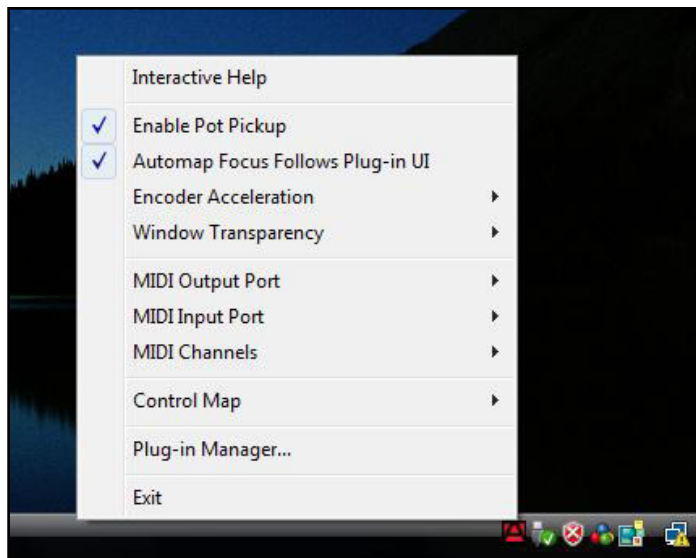 Interactive Help
Enable Pot Pickup
Automap Focus Follows Plug-in UI
Encoder Acceleration
Window Transparency
MIDI Output Port
MIDI Input Port
MIDI Channels
Control Map
Plug-in Manager...
Exit